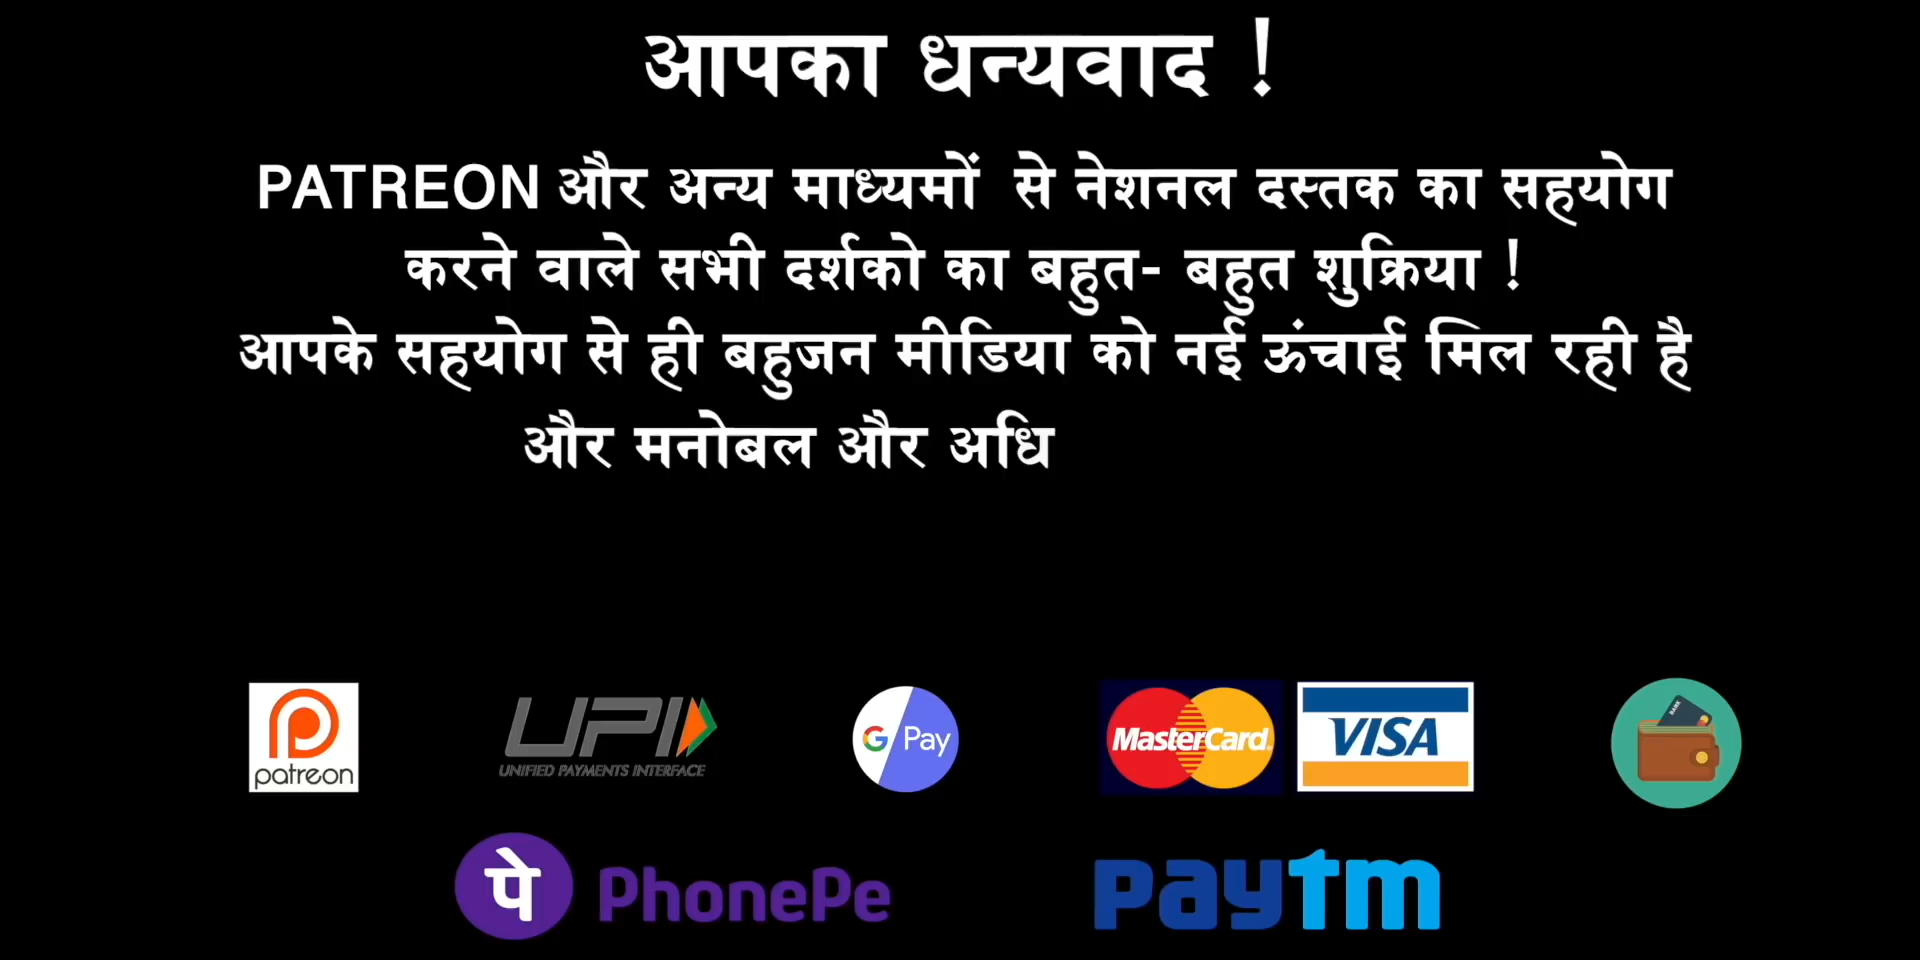 आपका धन्यवाद !
PATREON और अन्य माध्यमों से नेशनल दस्तक का सहयोग
करने वाले सभी दर्शको का बहुत- बहुत शुक्रिया !
आपके सहयोग से ही बहुजन मीडिया को नई ऊंचाई मिल रही है
और मनोबल और अधि
patreon
UPI
UNIFIED PAYMENTS INTERFACE
G Pay
MasterCard
VISA
BANK
पे PhonePe
paytm